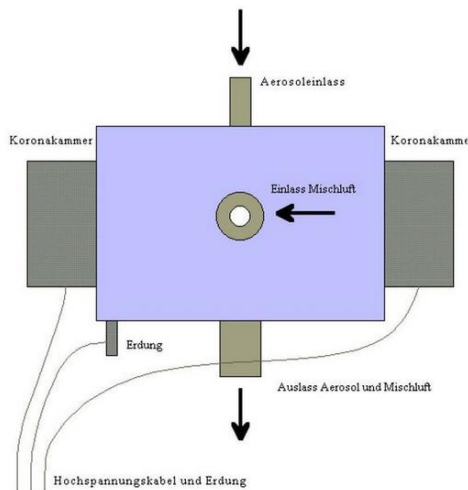 Aerosoleinlass
Koronakammer
Koronakamme
Einlass Mischluft
Erdung
Auslass Aerosol und Mischluft
Hochspannungskabel und Erdung